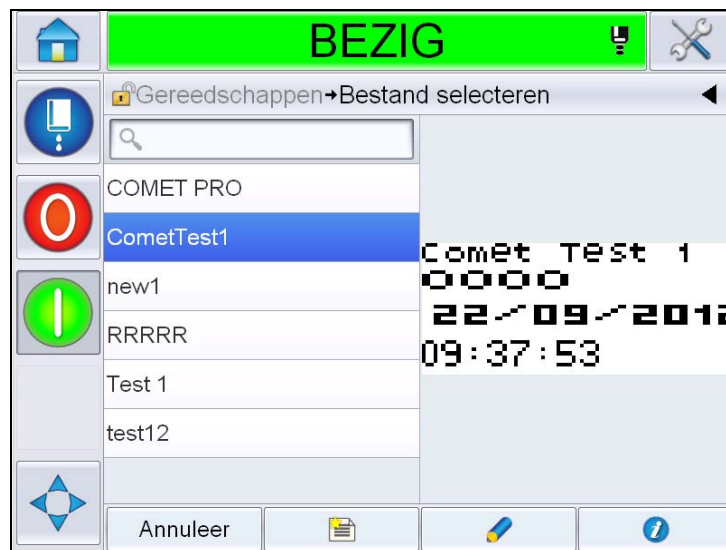 BEZIG
Gereedschappen→Bestand selecteren
COMET PRO
CometTest1
new1
RRRRR
Test 1
test12
Comet Test 1
0000
22/09/2012
09:37:53
Annuleer